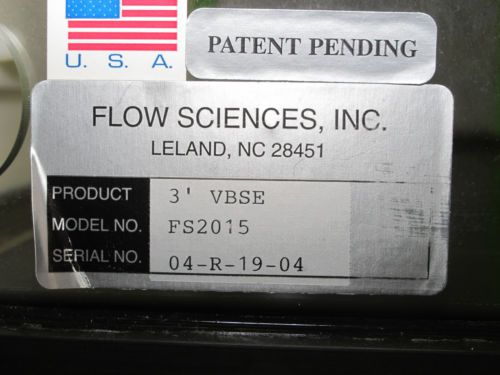 U. S. A.
PATENT PENDING
FLOW SCIENCES, INC.
LELAND, NC 28451
PRODUCT 3' VBSE
MODEL NO. FS2015
SERIAL NO. 04-R-19-04